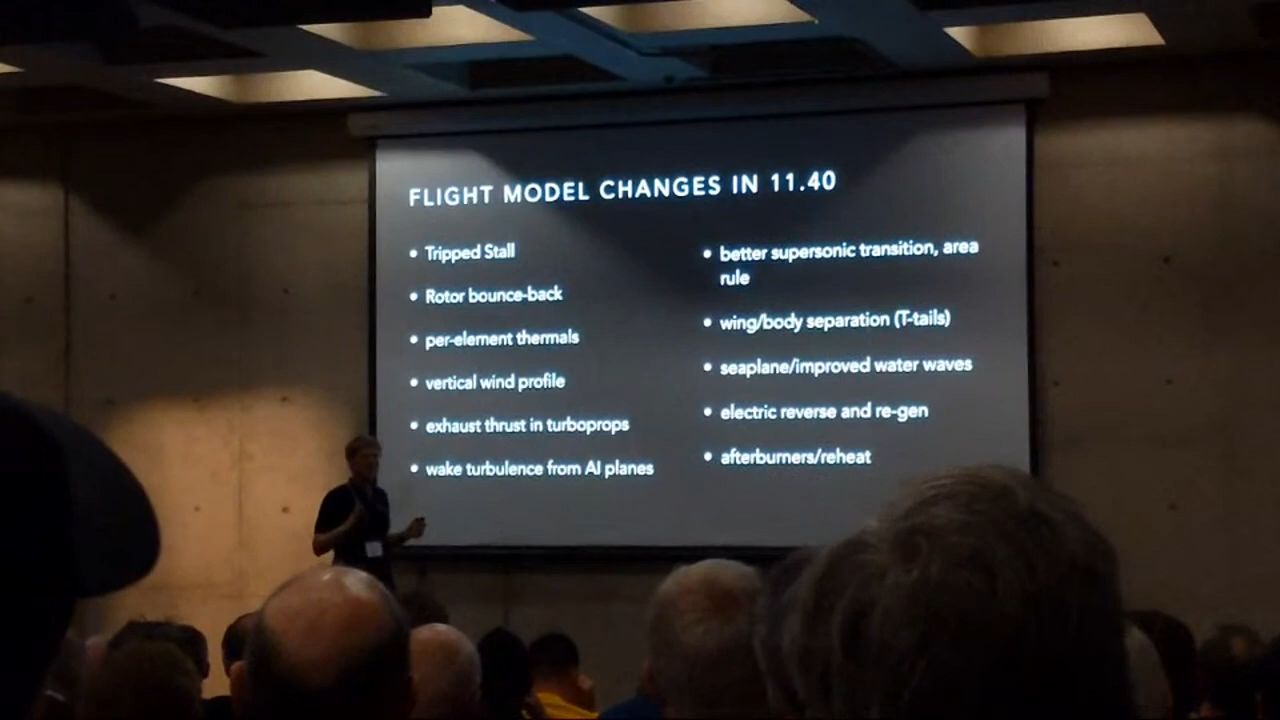 FLIGHT MODEL CHANGES IN 11.40
• Tripped Stall
• Rotor bounce-back
• per-element thermals
• vertical wind profile
• exhaust thrust in turboprops
• wake turbulence from AI planes
• better supersonic transition, area
rule
• wing/body separation (T-tails)
• seaplane/improved water waves
• electric reverse and re-gen
• afterburners/reheat